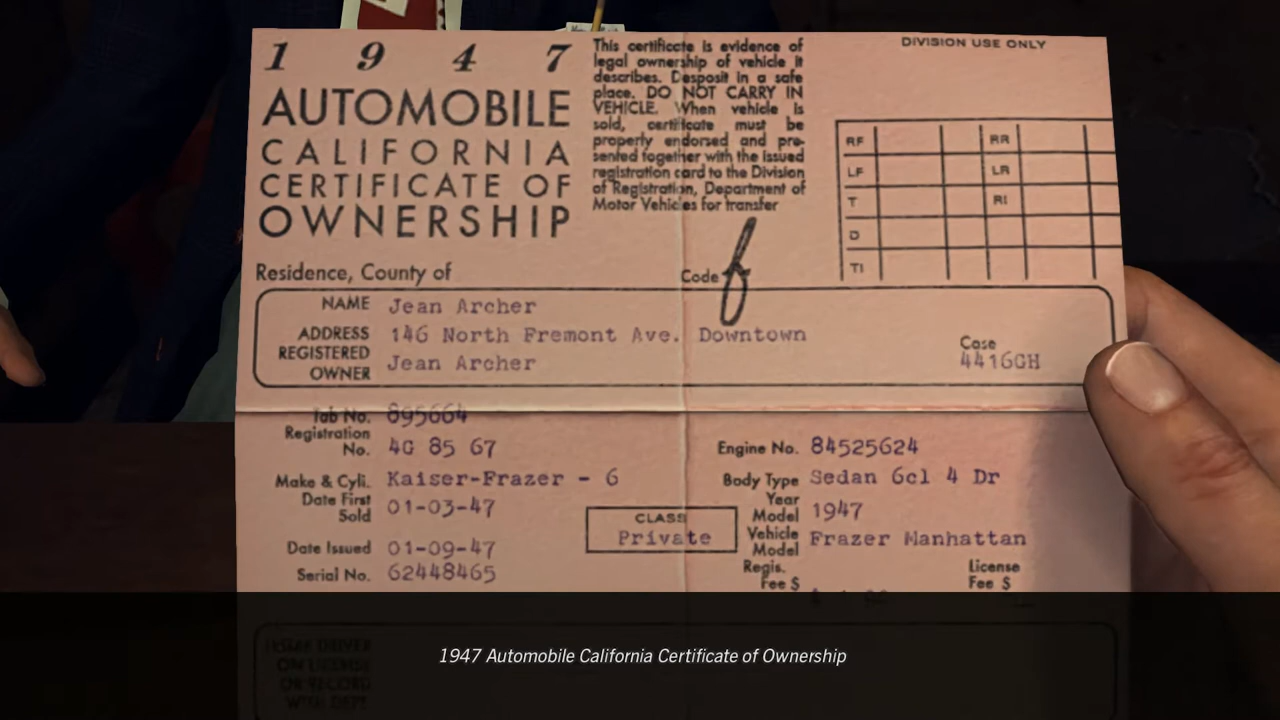 1 9 4 7
AUTOMOBILE
CALIFORNIA
CERTIFICATE OF
OWNERSHIP
This certificate is evidence of
legal ownership of vehicle it
describes. Desposit in a safe
place. DO NOT CARRY IN
VEHICLE. When vehicle is
sold, certificate must be
properly endorsed and pre-
sented together with the issued
registration card to the Division
of Registration, Department of
Motor Vehicles for transfer
DIVISION USE ONLY
RF RR
LF LR
T RI
D
TI
Residence, County of
Code
NAME Jean Archer
ADDRESS 146 North Fremont Ave. Downtown
REGISTERED
OWNER Jean Archer
Case
4416GH
Tab No. 895664
Registration
No. 4G 85 67
Engine No. 84525624
Make & Cyli. Kaiser-Frazer - 6
Body Type Sedan 6cl 4 Dr
Date First
Sold 01-03-47
Year
Model 1947
CLASS
Private
Vehicle
Model Frazer Manhattan
Date Issued 01-09-47
Serial No. 62448465
Regis.
Fee $
License
Fee $
1947 Automobile California Certificate of Ownership